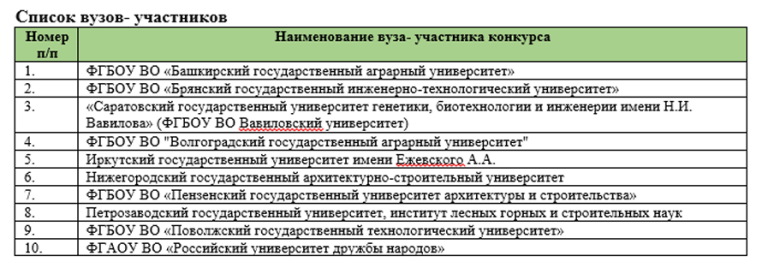 Список вузов- участников
Номер п/п Наименование вуза- участника конкурса
1. ФГБОУ ВО «Башкирский государственный аграрный университет»
2. ФГБОУ ВО «Брянский государственный инженерно-технологический университет»
3. «Саратовский государственный университет генетики, биотехнологии и инженерии имени Н.И.
Вавилова» (ФГБОУ ВО Вавиловский университет)
4. ФГБОУ ВО "Волгоградский государственный аграрный университет"
5. Иркутский государственный университет имени Ежевского А.А.
6. Нижегородский государственный архитектурно-строительный университет
7. ФГБОУ ВО «Пензенский государственный университет архитектуры и строительства»
8. Петрозаводский государственный университет, институт лесных горных и строительных наук
9. ФГБОУ ВО «Поволжский государственный технологический университет»
10. ФГАОУ ВО «Российский университет дружбы народов»